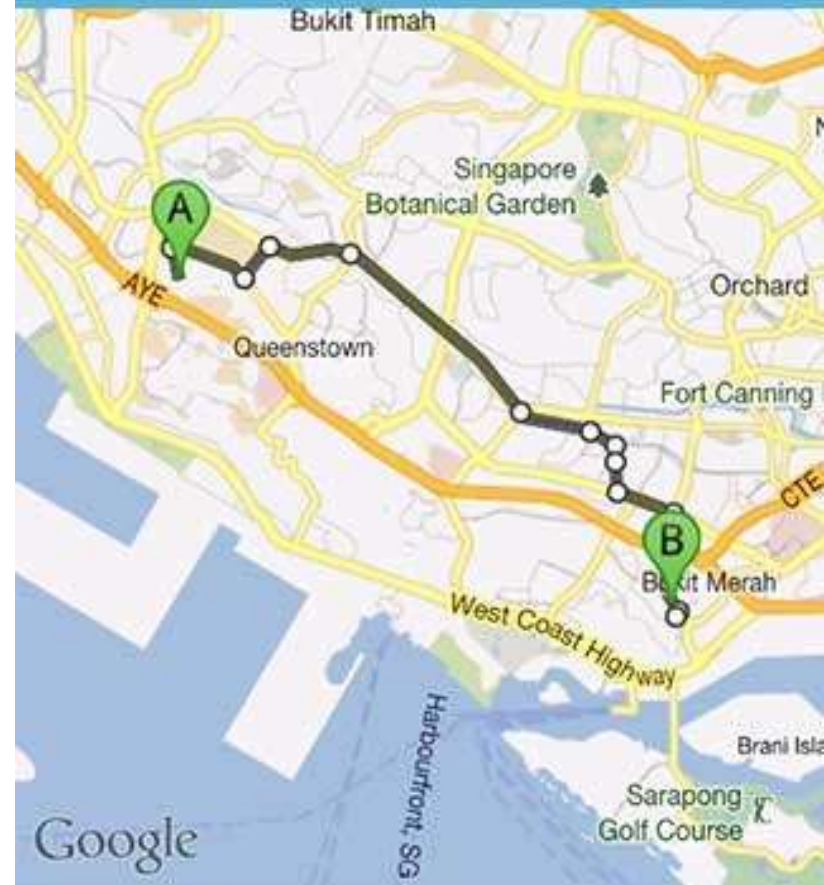 Bukit Timah
N
Singapore
Botanical Garden
A
AYE
Orchard
Queenstown
Fort Canning
CTE
B
Bukit Merah
West Coast Highway
Harbourfront, SG
Brani Isla
Sarapong
Golf Course
Google